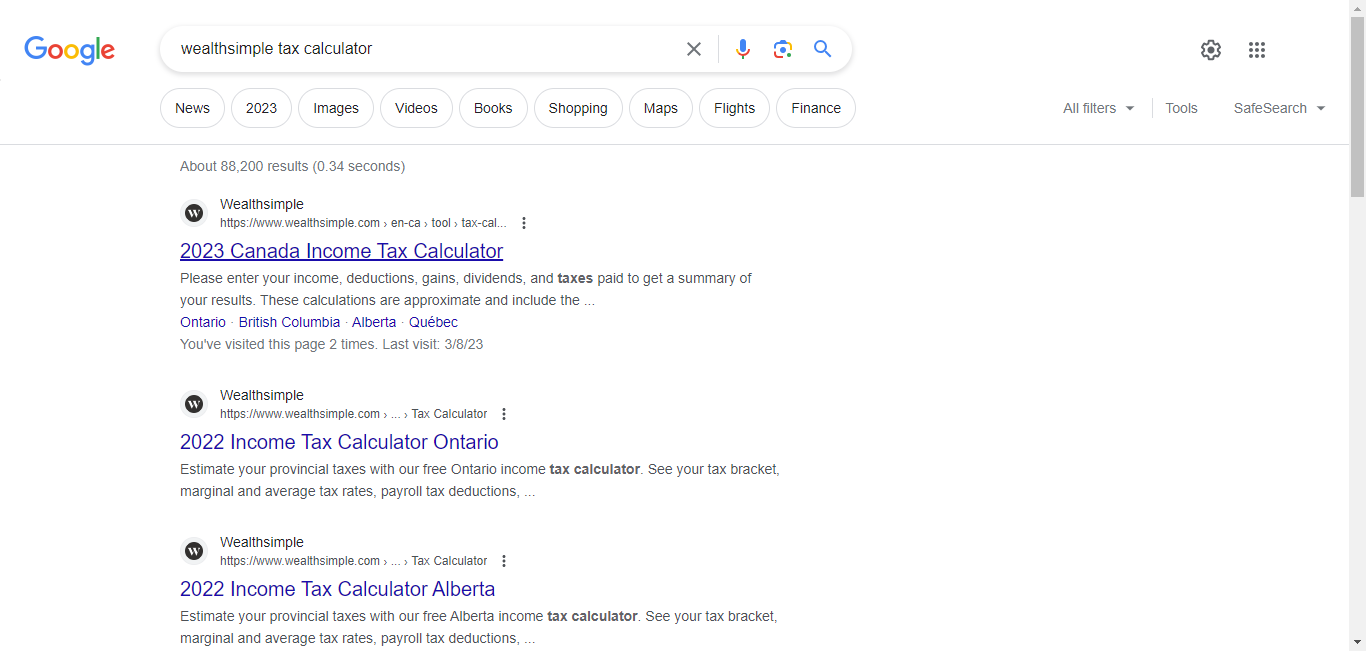 Google
wealthsimple tax calculator
News 2023 Images Videos Books Shopping Maps Flights Finance All filters Tools SafeSearch
About 88,200 results (0.34 seconds)
W
Wealthsimple
https://www.wealthsimple.com › en-ca › tool › tax-cal...
2023 Canada Income Tax Calculator
Please enter your income, deductions, gains, dividends, and taxes paid to get a summary of
your results. These calculations are approximate and include the ...
Ontario · British Columbia · Alberta · Québec
You've visited this page 2 times. Last visit: 3/8/23
W
Wealthsimple
https://www.wealthsimple.com › ... › Tax Calculator
2022 Income Tax Calculator Ontario
Estimate your provincial taxes with our free Ontario income tax calculator. See your tax bracket,
marginal and average tax rates, payroll tax deductions, ...
W
Wealthsimple
https://www.wealthsimple.com › ... › Tax Calculator
2022 Income Tax Calculator Alberta
Estimate your provincial taxes with our free Alberta income tax calculator. See your tax bracket,
marginal and average tax rates, payroll tax deductions, ...